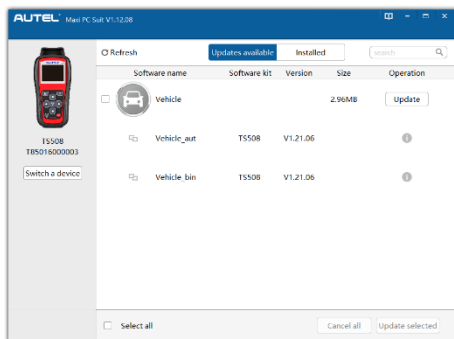 AUTEL Maxi PC Suit V1.12.08
Refresh Updates available Installed search
Software name Software kit Version Size Operation
Vehicle 2.96MB Update
Vehicle_aut TS508 V1.21.06
Vehicle_bin TS508 V1.21.06
TS508
TB5016000003
Switch a device
Select all Cancel all Update selected